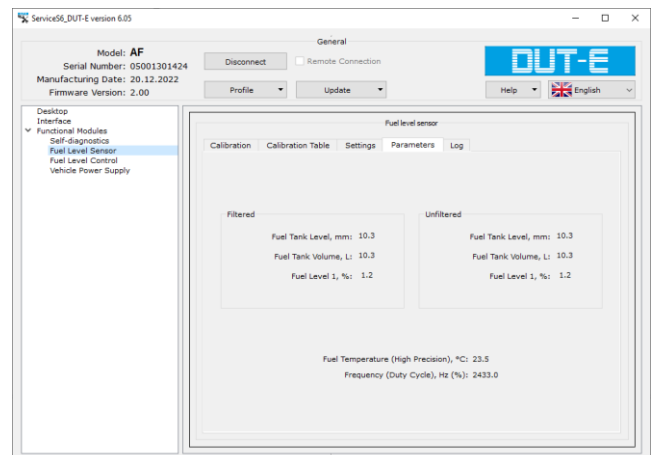 ServiceS6_DUT-E version 6.05
General
Model: AF
Serial Number: 05001301424
Manufacturing Date: 20.12.2022
Firmware Version: 2.00
Disconnect
Remote Connection
Profile
Update
DUT-E
Help
English
Desktop
Interface
Functional Modules
Self-diagnostics
Fuel Level Sensor
Fuel Level Control
Vehicle Power Supply
Fuel level sensor
Calibration Calibration Table Settings Parameters Log
Filtered
Fuel Tank Level, mm: 10.3
Fuel Tank Volume, L: 10.3
Fuel Level 1, %: 1.2
Unfiltered
Fuel Tank Level, mm: 10.3
Fuel Tank Volume, L: 10.3
Fuel Level 1, %: 1.2
Fuel Temperature (High Precision), °C: 23.5
Frequency (Duty Cycle), Hz (%): 2433.0